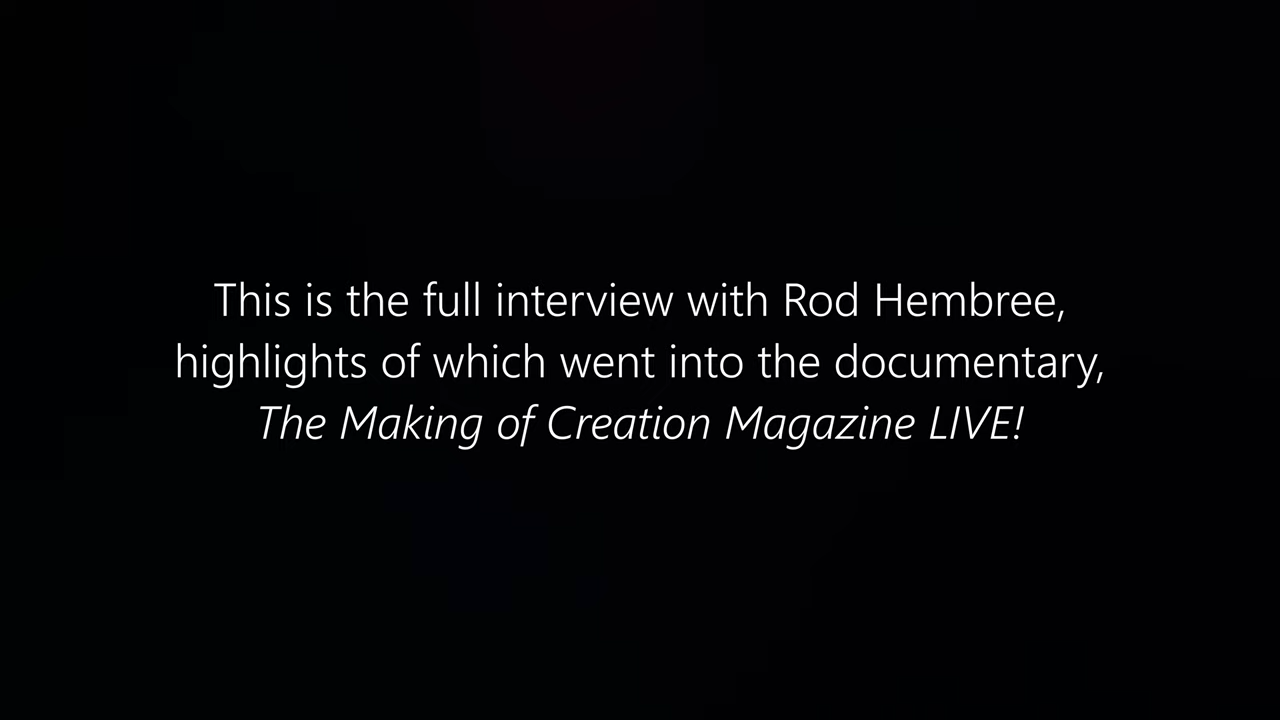 This is the full interview with Rod Hembree,
highlights of which went into the documentary,
The Making of Creation Magazine LIVE!